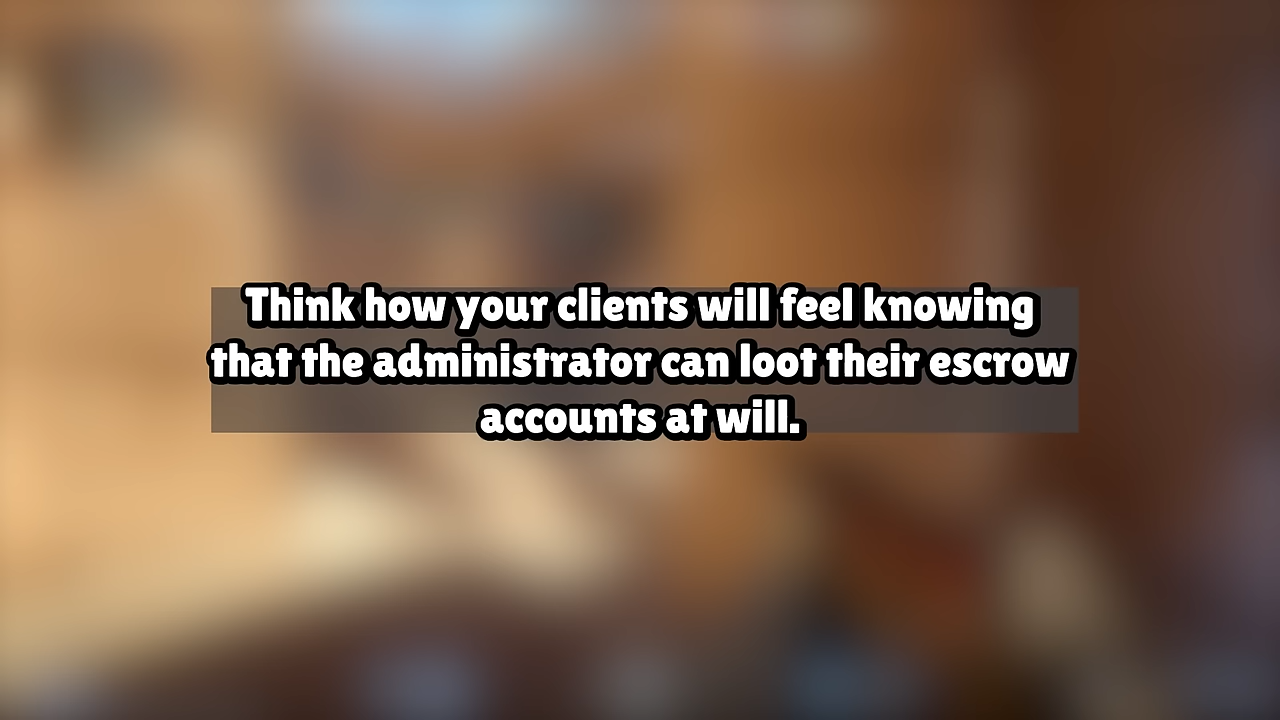 Think how your clients will feel knowing
that the administrator can loot their escrow
accounts at will.